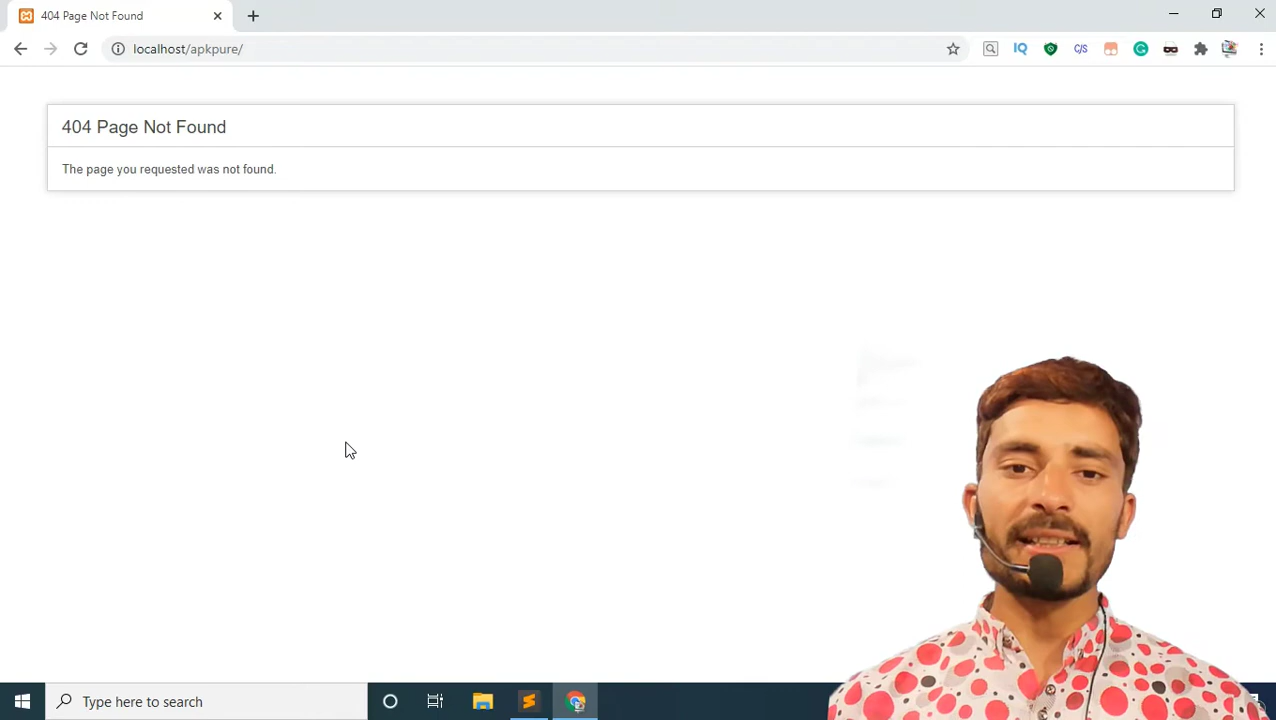 404 Page Not Found
localhost/apkpure/
IQ
C/S
404 Page Not Found
The page you requested was not found.
Type here to search